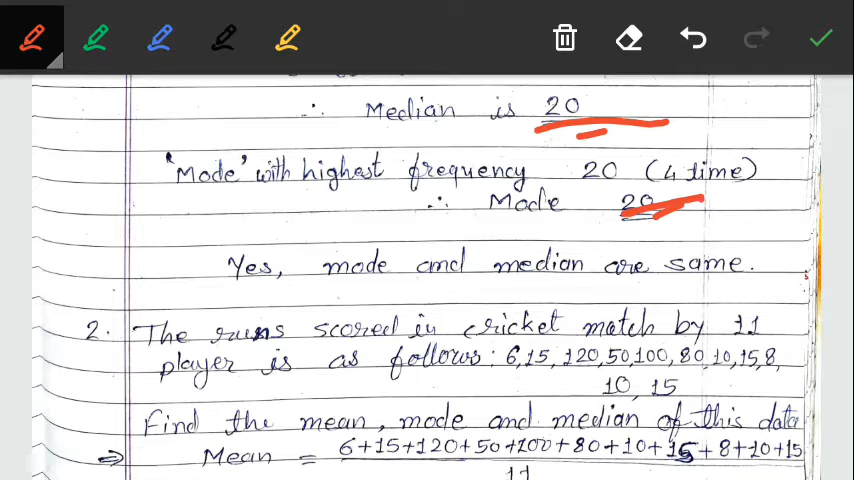 ∴ Median is 20
"Mode" with highest frequency 20 (4 time)
∴ Mode 20
Yes, mode and median are same.
2. The runs scored in cricket match by 11
player is as follows: 6,15, 120,50,100, 80,10,15,8,
10, 15
Find the mean, mode and median of this data
⇒ Mean = 6+15+120+50+100+80+10+15+8+10+15
11